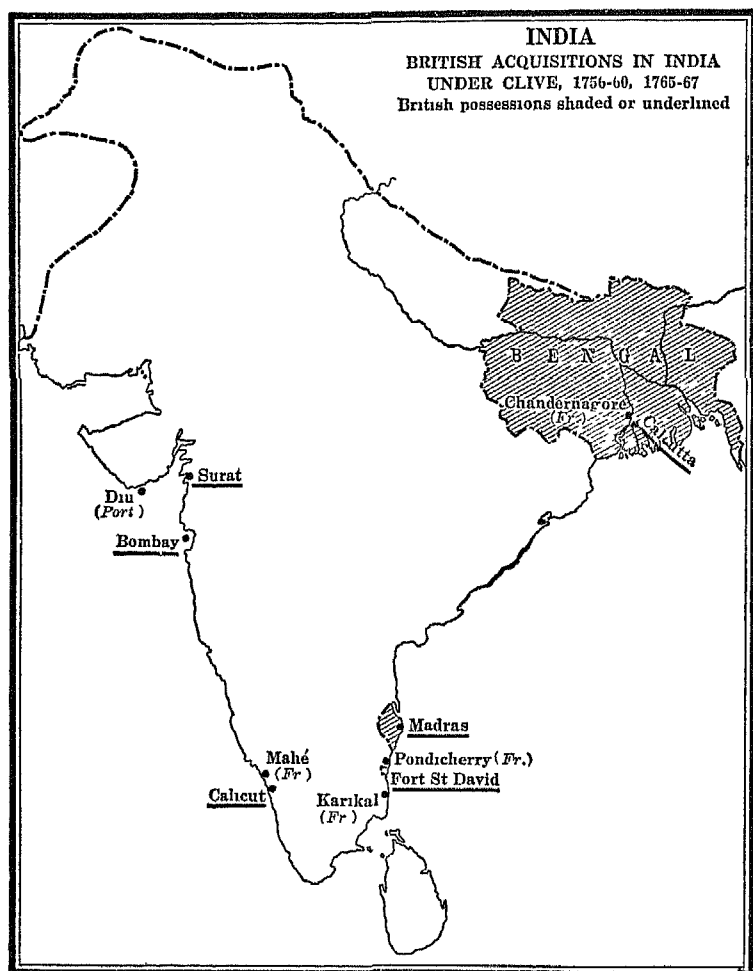 INDIA
BRITISH ACQUISITIONS IN INDIA
UNDER CLIVE, 1756-60, 1765-67
British possessions shaded or underlined
BENGAL
Chandernagore
(Fr.)
Calcutta
Surat
Diu
(Port)
Bombay
Madras
Mahé
(Fr)
Pondicherry (Fr.)
Fort St David
Calicut
Karikal
(Fr)